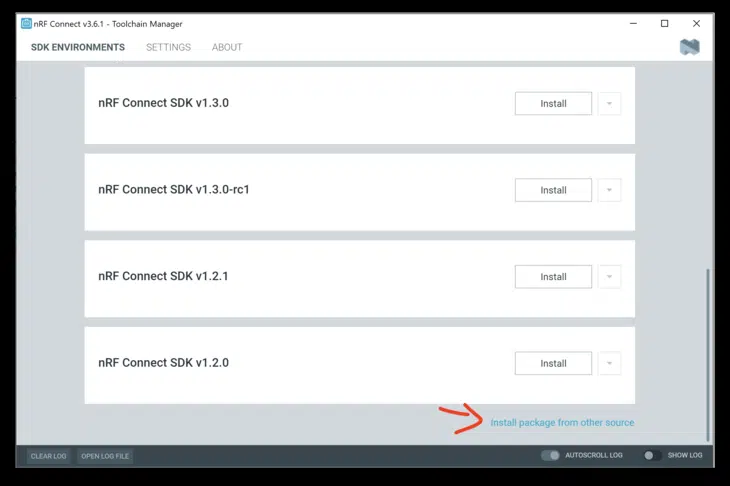 nRF Connect v3.6.1 - Toolchain Manager
SDK ENVIRONMENTS SETTINGS ABOUT
nRF Connect SDK v1.3.0 Install
nRF Connect SDK v1.3.0-rc1 Install
nRF Connect SDK v1.2.1 Install
nRF Connect SDK v1.2.0 Install
Install package from other source
CLEAR LOG OPEN LOG FILE AUTOSCROLL LOG SHOW LOG